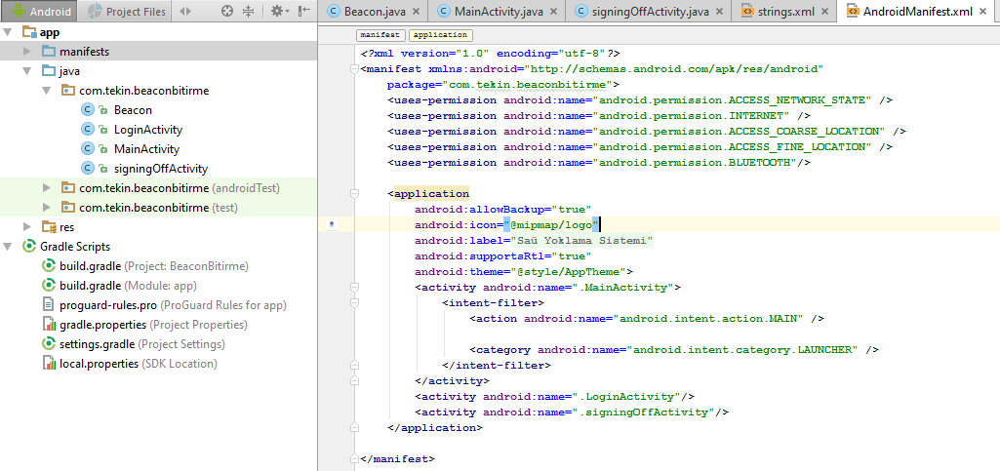 Android
Project Files
app
manifests
java
com.tekin.beaconbitirme
Beacon
LoginActivity
MainActivity
signingOffActivity
com.tekin.beaconbitirme (androidTest)
com.tekin.beaconbitirme (test)
res
Gradle Scripts
build.gradle (Project: BeaconBitirme)
build.gradle (Module: app)
proguard-rules.pro (ProGuard Rules for app)
gradle.properties (Project Properties)
settings.gradle (Project Settings)
local.properties (SDK Location)
Beacon.java
MainActivity.java
signingOffActivity.java
strings.xml
AndroidManifest.xml
manifest
application
<?xml version="1.0" encoding="utf-8"?>
<manifest xmlns:android="http://schemas.android.com/apk/res/android"
package="com.tekin.beaconbitirme">
<uses-permission android:name="android.permission.ACCESS_NETWORK_STATE" />
<uses-permission android:name="android.permission.INTERNET" />
<uses-permission android:name="android.permission.ACCESS_COARSE_LOCATION" />
<uses-permission android:name="android.permission.ACCESS_FINE_LOCATION" />
<uses-permission android:name="android.permission.BLUETOOTH"/>
<application
android:allowBackup="true"
android:icon="@mipmap/logo"
android:label="Saü Yoklama Sistemi"
android:supportsRtl="true"
android:theme="@style/AppTheme">
<activity android:name=".MainActivity">
<intent-filter>
<action android:name="android.intent.action.MAIN" />
<category android:name="android.intent.category.LAUNCHER" />
</intent-filter>
</activity>
<activity android:name=".LoginActivity"/>
<activity android:name=".signingOffActivity"/>
</application>
</manifest>